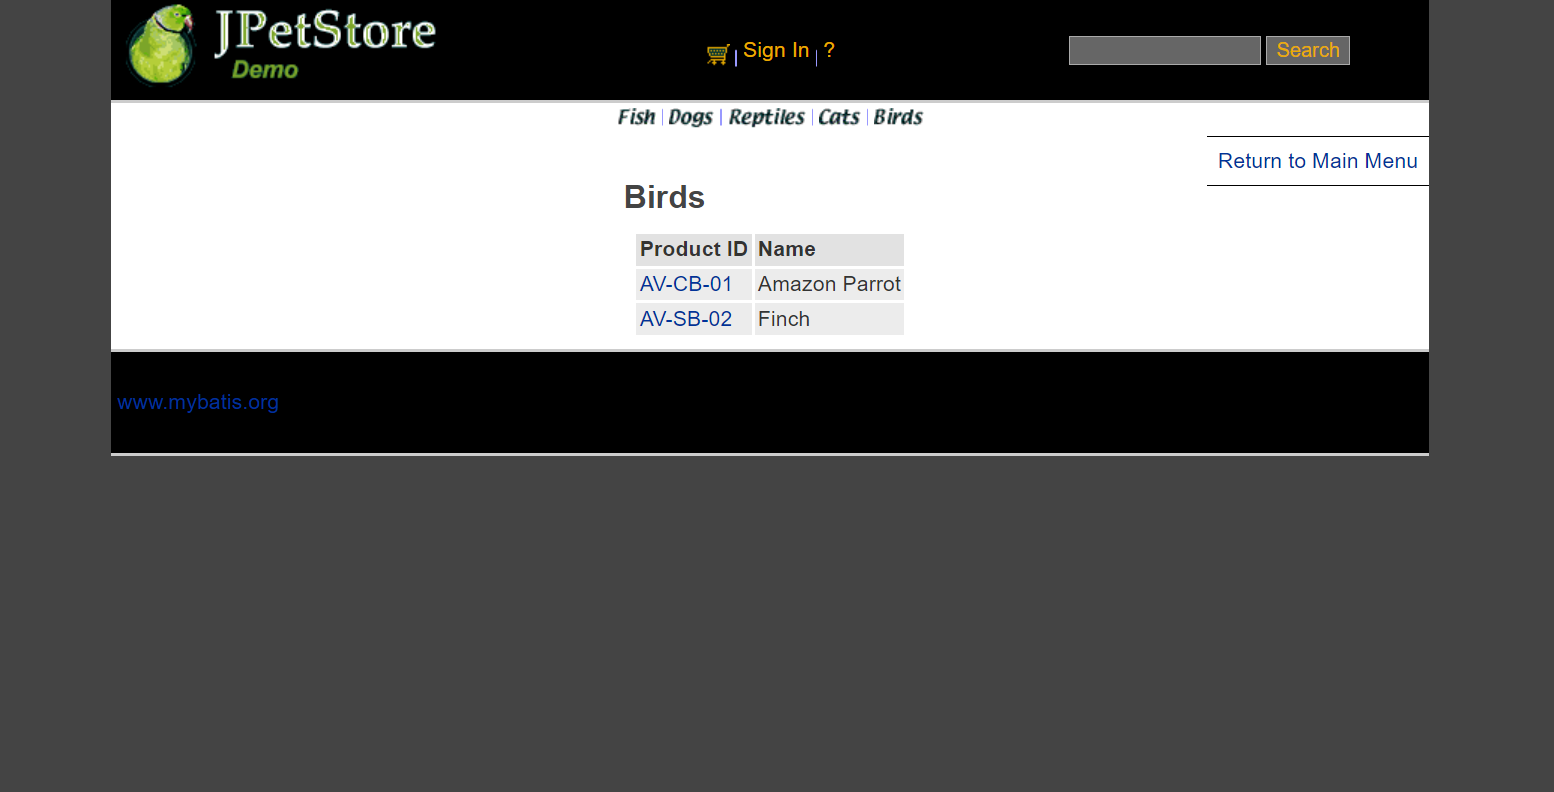 JPetStore
Demo
Sign In ?
Search
Fish Dogs Reptiles Cats Birds
Return to Main Menu
Birds
Product ID Name
AV-CB-01 Amazon Parrot
AV-SB-02 Finch
www.mybatis.org